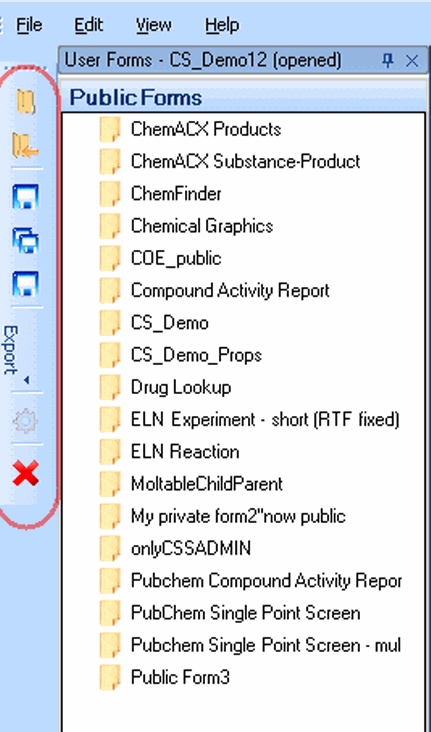 File Edit View Help
User Forms - CS_Demo12 (opened)
Public Forms
ChemACX Products
ChemACX Substance-Product
ChemFinder
Chemical Graphics
COE_public
Compound Activity Report
CS_Demo
CS_Demo_Props
Drug Lookup
ELN Experiment - short (RTF fixed)
ELN Reaction
MoltableChildParent
My private form2"now public
onlyCSSADMIN
Pubchem Compound Activity Repor
PubChem Single Point Screen
Pubchem Single Point Screen - mul
Public Form3
Export